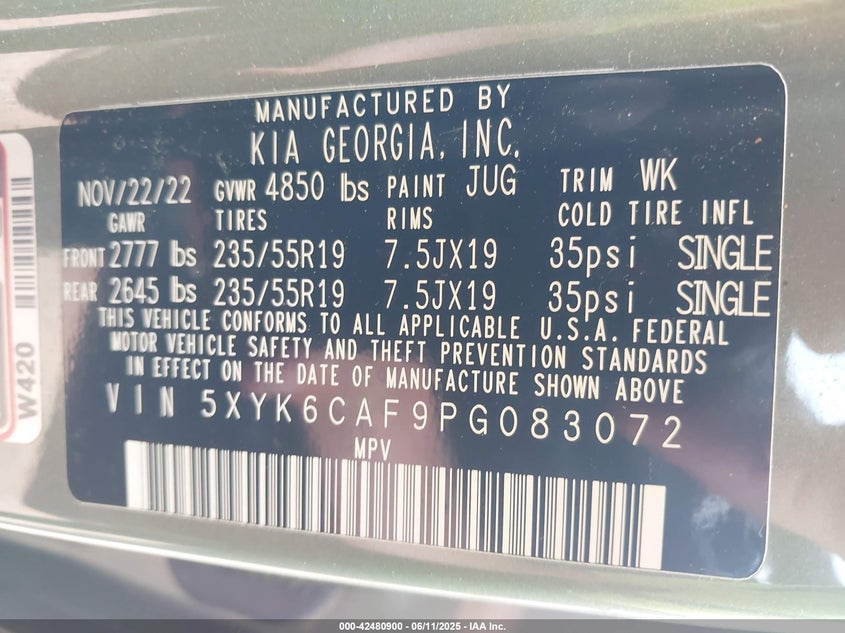 MANUFACTURED BY
KIA GEORGIA, INC.
NOV/22/22 GVWR 4850 lbs PAINT JUG TRIM WK
GAWR TIRES RIMS COLD TIRE INFL
FRONT 2777 lbs 235/55R19 7.5JX19 35psi SINGLE
REAR 2645 lbs 235/55R19 7.5JX19 35psi SINGLE
THIS VEHICLE CONFORMS TO ALL APPLICABLE U.S.A. FEDERAL
MOTOR VEHICLE SAFETY AND THEFT PREVENTION STANDARDS
IN EFFECT ON THE DATE OF MANUFACTURE SHOWN ABOVE
VIN 5XYK6CAF9PG083072
MPV
W420
000-42480900 - 06/11/2025 - IAA Inc.